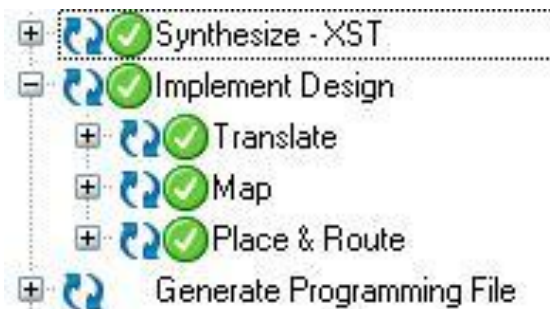 Synthesize - XST
Implement Design
Translate
Map
Place & Route
Generate Programming File